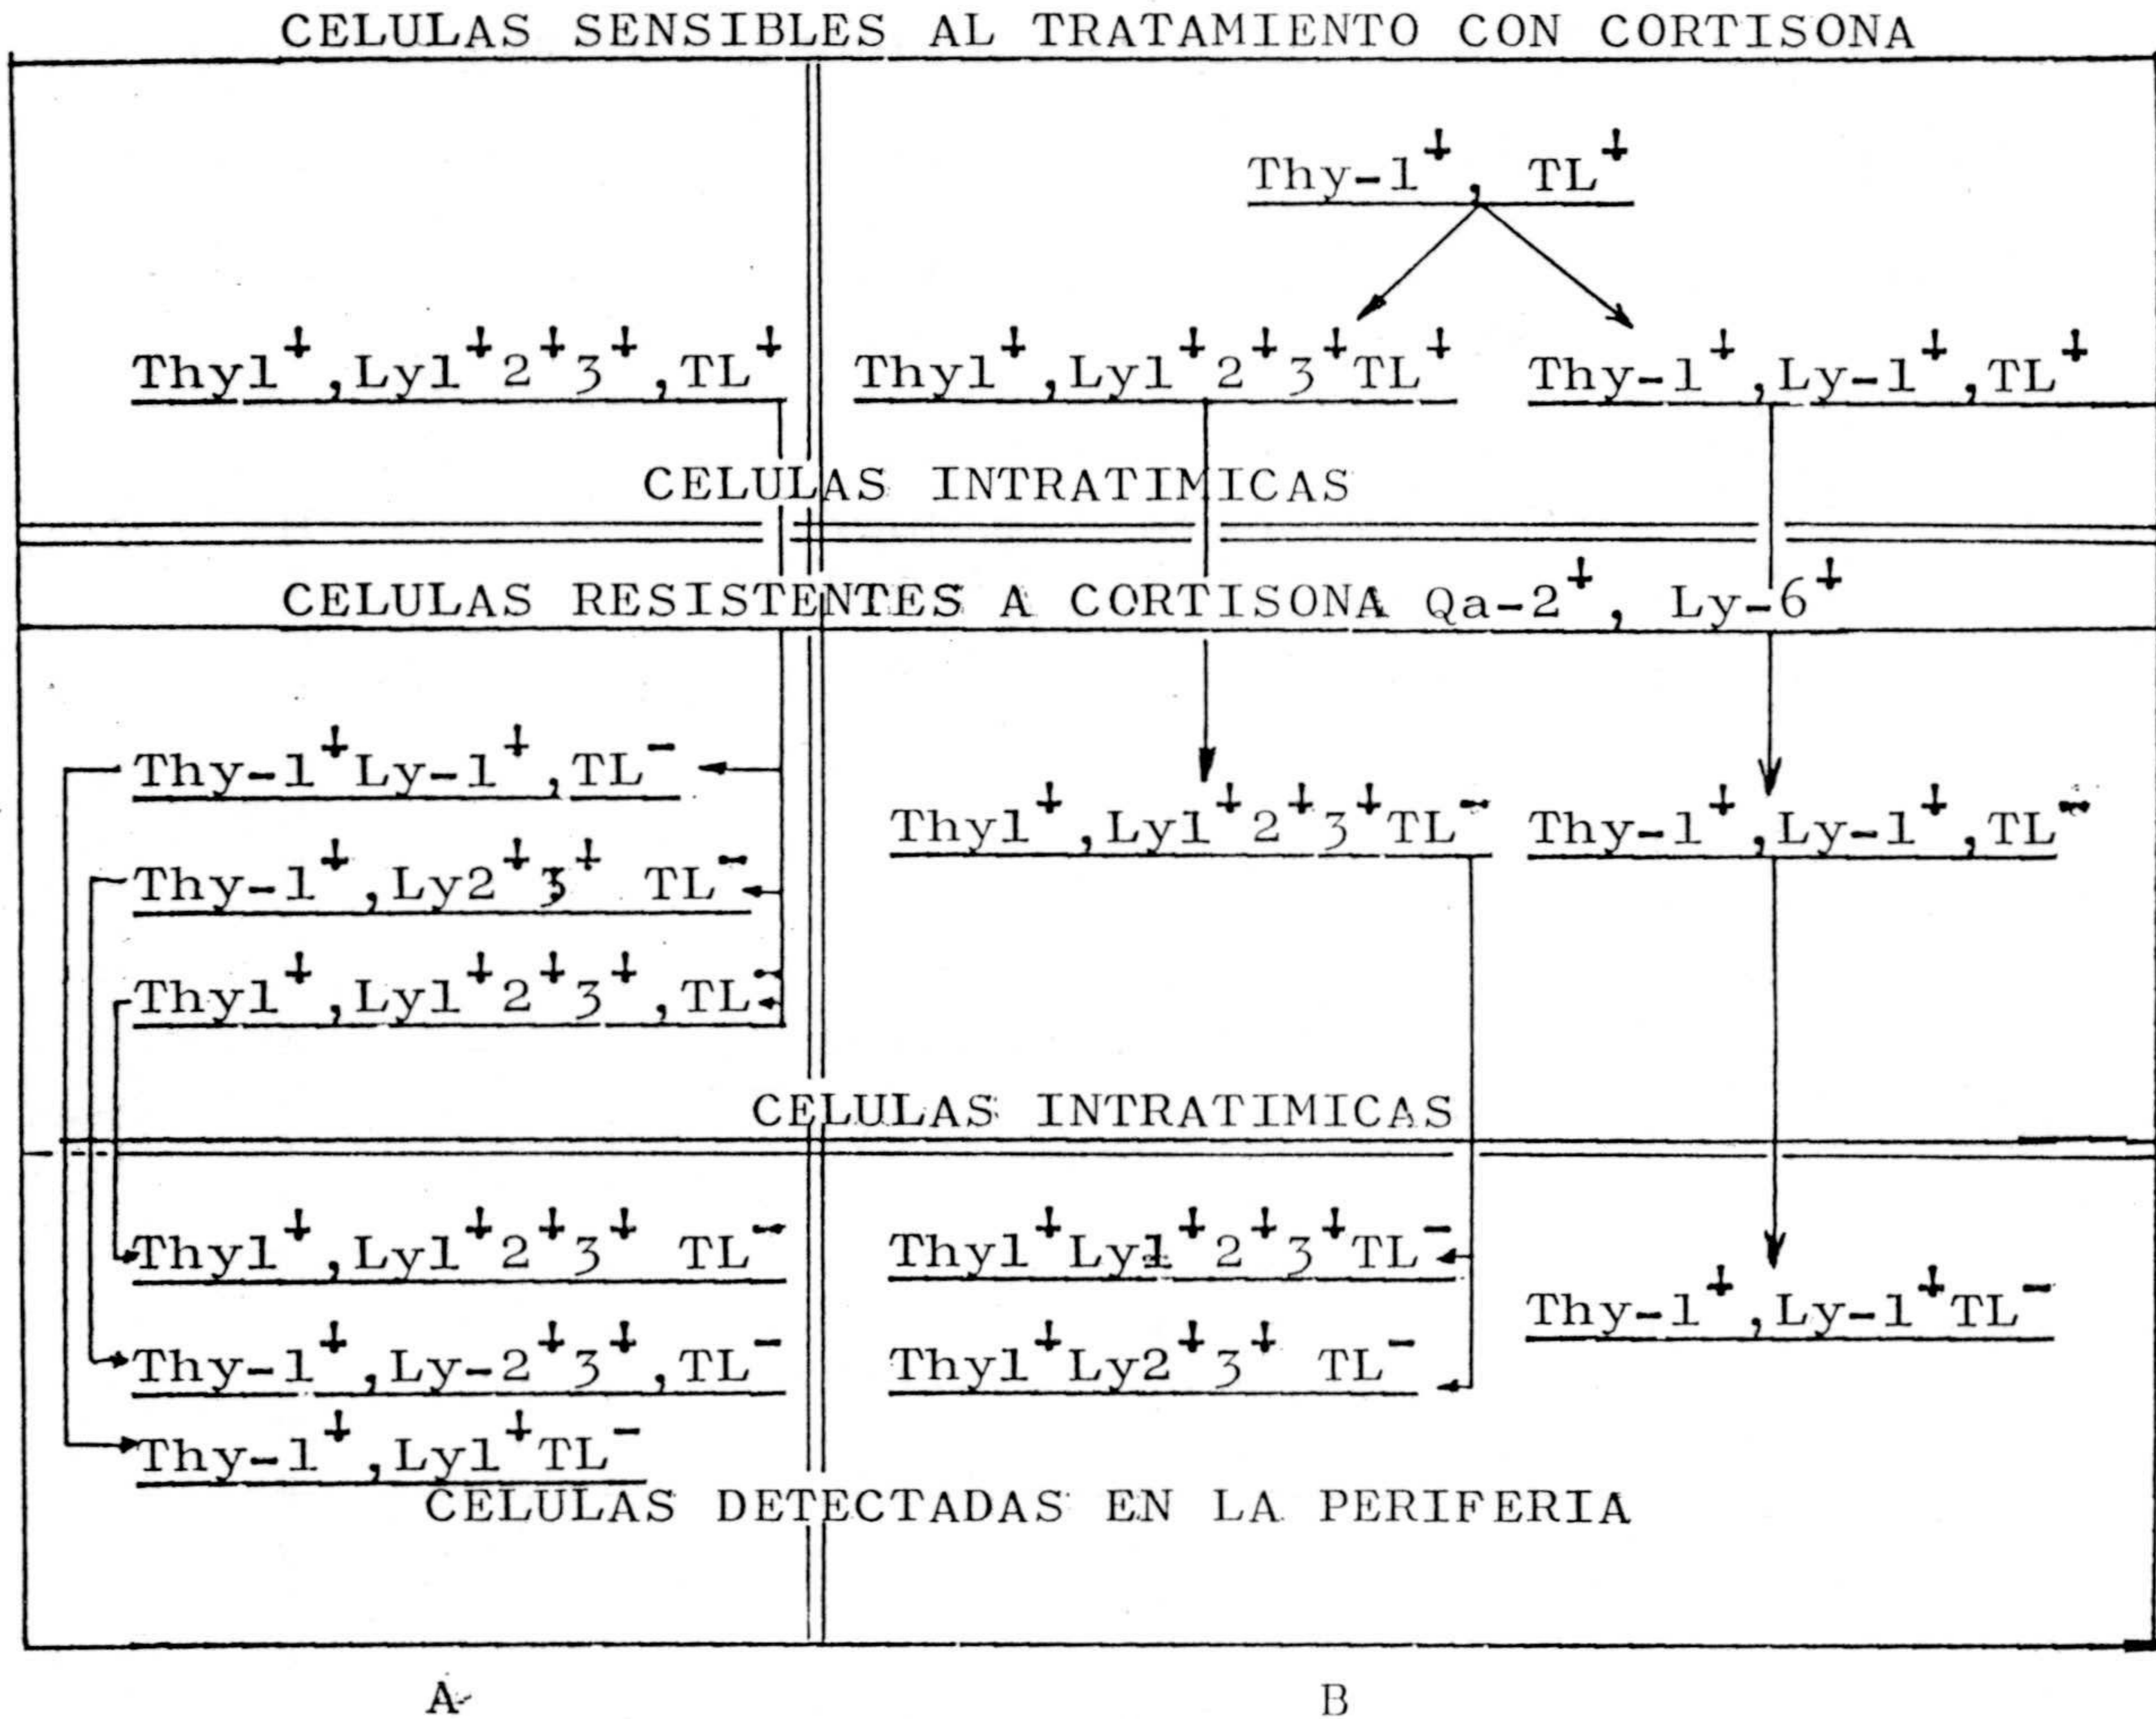 CELULAS SENSIBLES AL TRATAMIENTO CON CORTISONA
Thy-1⁺, TL⁺
Thy1⁺,Ly1⁺2⁺3⁺,TL⁺
Thy1⁺,Ly1⁺2⁺3⁺TL⁺
Thy-1⁺,Ly-1⁺,TL⁺
CELULAS INTRATIMICAS
CELULAS RESISTENTES A CORTISONA Qa-2⁺, Ly-6⁺
Thy-1⁺Ly-1⁺,TL⁻
Thy-1⁺,Ly2⁺3⁺ TL⁻
Thy1⁺,Ly1⁺2⁺3⁺,TL⁻
Thy1⁺,Ly1⁺2⁺3⁺TL⁻
Thy-1⁺,Ly-1⁺,TL⁻
CELULAS INTRATIMICAS
Thy1⁺,Ly1⁺2⁺3⁺ TL⁻
Thy-1⁺,Ly-2⁺3⁺,TL⁻
Thy-1⁺,Ly1⁺TL⁻
Thy1⁺Ly1⁺2⁺3⁺TL⁻
Thy1⁺Ly2⁺3⁺ TL⁻
Thy-1⁺,Ly-1⁺TL⁻
CELULAS DETECTADAS EN LA PERIFERIA
A
B